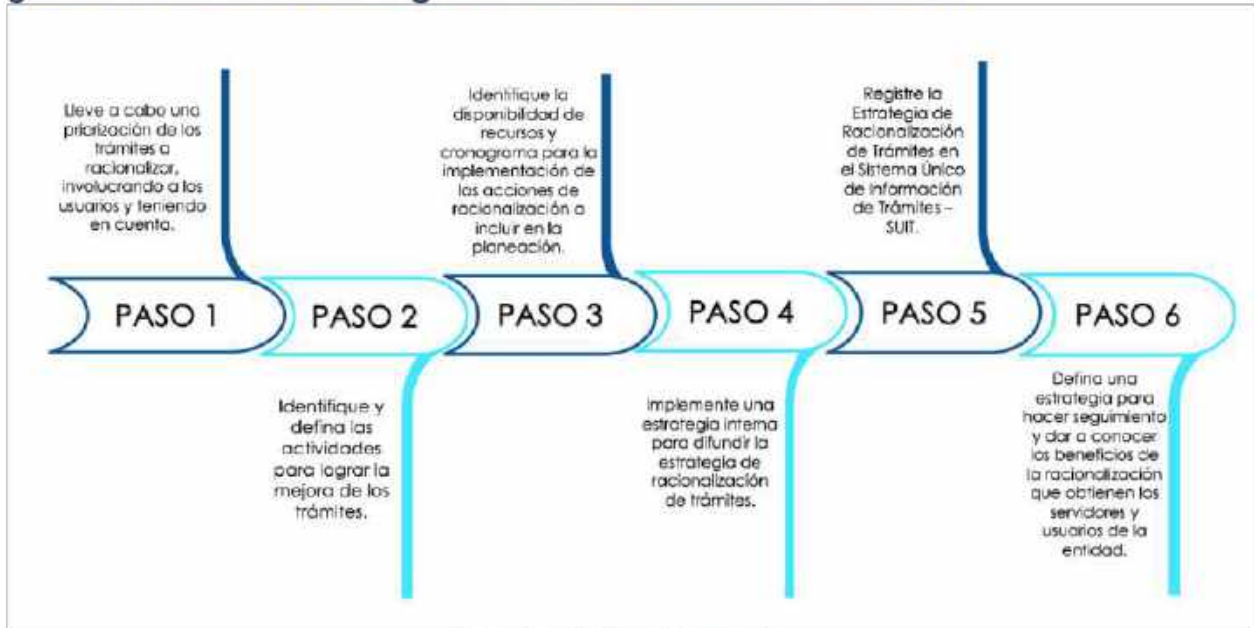 Lleve a cabo una
priorización de los
trámites a
racionalizar,
involucrando a los
usuarios y teniendo
en cuenta.
PASO 1
Identifique y
defina las
actividades
para lograr la
mejora de los
trámites.
PASO 2
Identifique la
disponibilidad de
recursos y
cronograma para la
implementación de
las acciones de
racionalización a
incluir en la
planeación.
PASO 3
Implemente una
estrategia interna
para difundir la
estrategia de
racionalización
de trámites.
PASO 4
Registre la
Estrategia de
Racionalización
de Trámites en
el Sistema Único
de Información
de Trámites –
SUIT.
PASO 5
Defina una
estrategia para
hacer seguimiento
y dar a conocer
los beneficios de
la racionalización
que obtienen los
servidores y
usuarios de la
entidad.
PASO 6